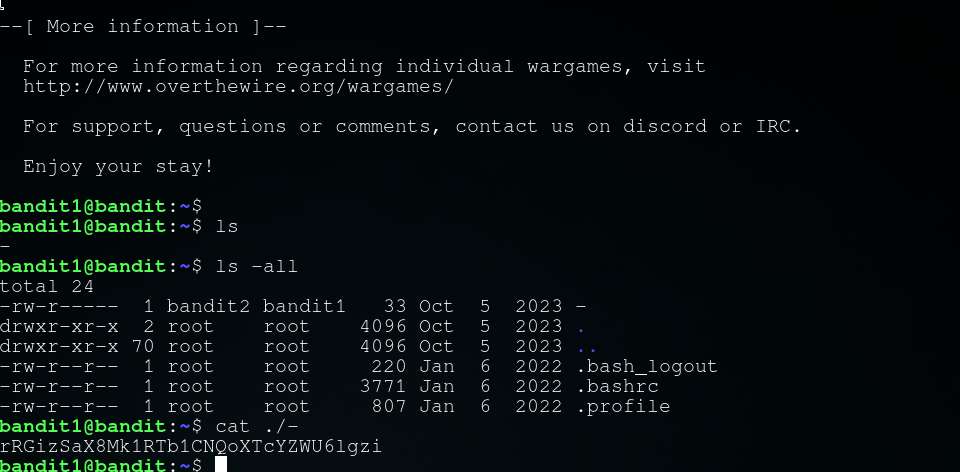 --[ More information ]--
For more information regarding individual wargames, visit
http://www.overthewire.org/wargames/
For support, questions or comments, contact us on discord or IRC.
Enjoy your stay!
bandit1@bandit:~$
bandit1@bandit:~$ ls
-
bandit1@bandit:~$ ls -all
total 24
-rw-r----- 1 bandit2 bandit1 33 Oct 5 2023 -
drwxr-xr-x 2 root root 4096 Oct 5 2023 .
drwxr-xr-x 70 root root 4096 Oct 5 2023 ..
-rw-r--r-- 1 root root 220 Jan 6 2022 .bash_logout
-rw-r--r-- 1 root root 3771 Jan 6 2022 .bashrc
-rw-r--r-- 1 root root 807 Jan 6 2022 .profile
bandit1@bandit:~$ cat ./-
rRGizSaX8Mk1RTb1CNQoXTcYZWU6lgzi
bandit1@bandit:~$